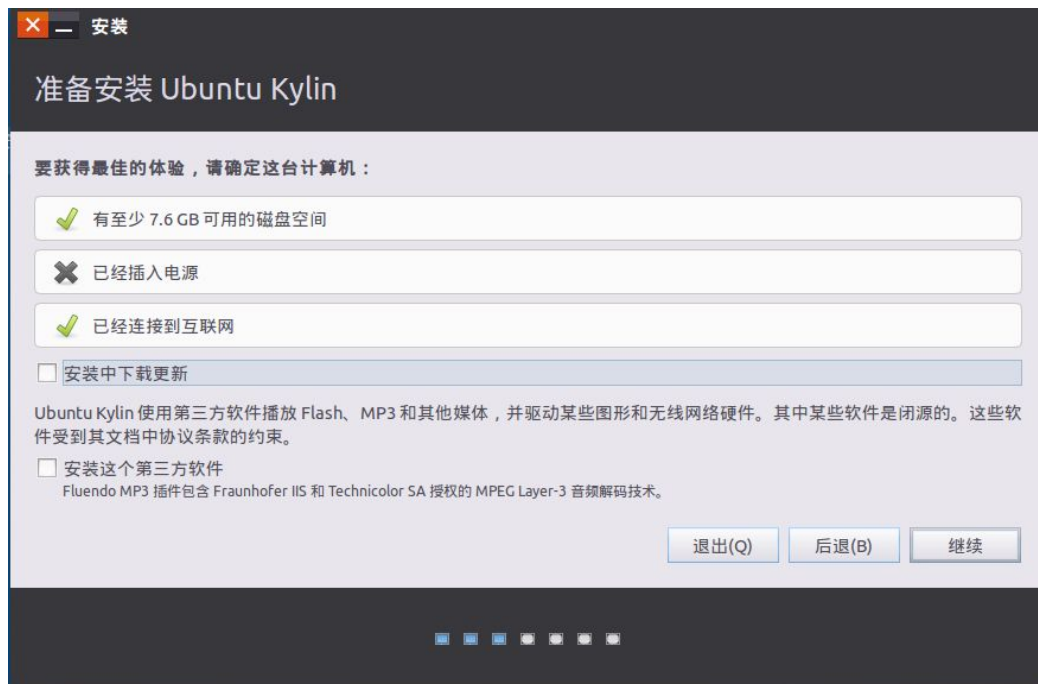 安装
准备安装 Ubuntu Kylin
要获得最佳的体验，请确定这台计算机：
有至少 7.6 GB 可用的磁盘空间
已经插入电源
已经连接到互联网
安装中下载更新
Ubuntu Kylin 使用第三方软件播放 Flash、MP3 和其他媒体，并驱动某些图形和无线网络硬件。其中某些软件是闭源的。这些软
件受到其文档中协议条款的约束。
安装这个第三方软件
Fluendo MP3 插件包含 Fraunhofer IIS 和 Technicolor SA 授权的 MPEG Layer-3 音频解码技术。
退出(Q) 后退(B) 继续